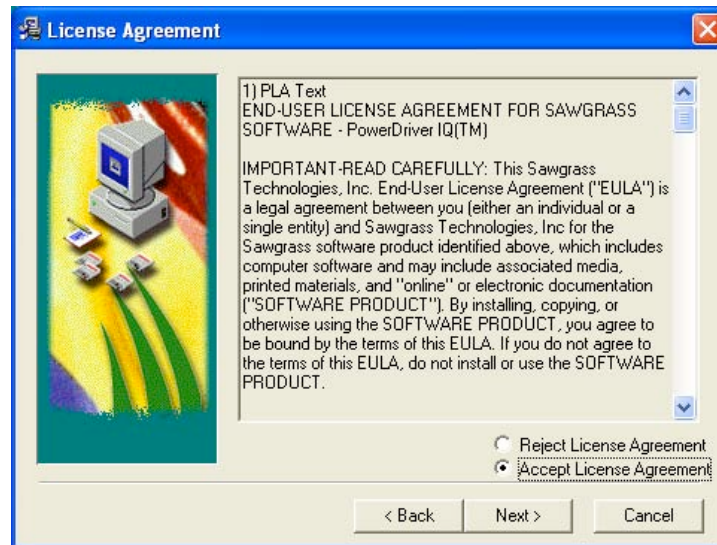 License Agreement
1) PLA Text
END-USER LICENSE AGREEMENT FOR SAWGRASS
SOFTWARE - PowerDriver IQ(TM)
IMPORTANT-READ CAREFULLY: This Sawgrass
Technologies, Inc. End-User License Agreement ("EULA") is
a legal agreement between you (either an individual or a
single entity) and Sawgrass Technologies, Inc for the
Sawgrass software product identified above, which includes
computer software and may include associated media,
printed materials, and "online" or electronic documentation
("SOFTWARE PRODUCT"). By installing, copying, or
otherwise using the SOFTWARE PRODUCT, you agree to
be bound by the terms of this EULA. If you do not agree to
the terms of this EULA, do not install or use the SOFTWARE
PRODUCT.
Reject License Agreement
Accept License Agreement
< Back
Next >
Cancel